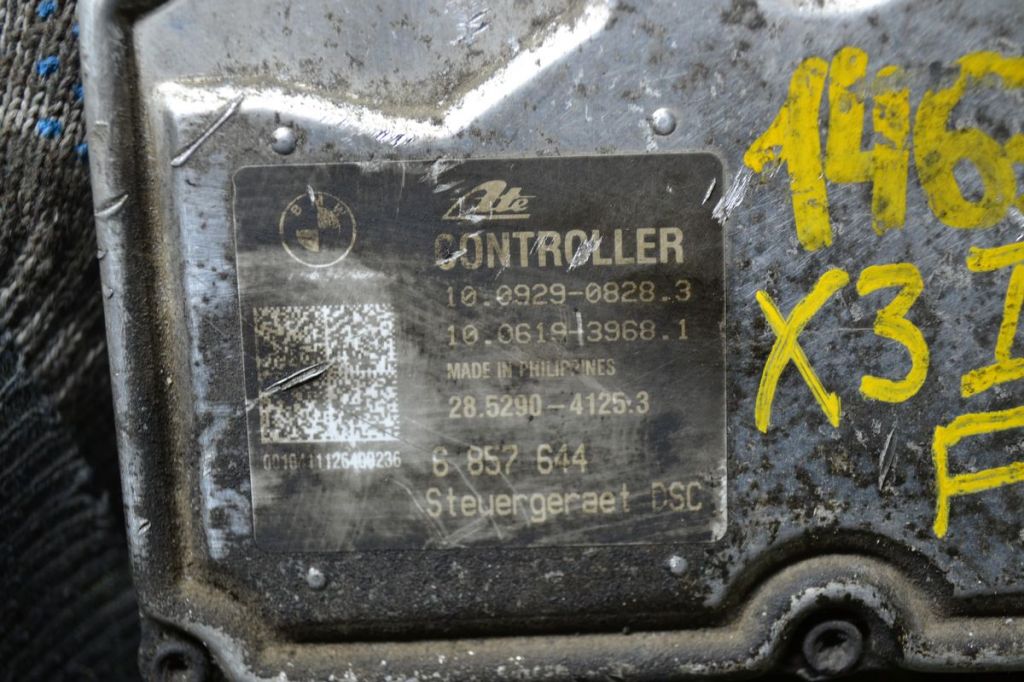 Ate
CONTROLLER
10.0929-0828.3
10.0619-3968.1
MADE IN PHILIPPINES
28.5290-4125.3
6 857 644
Steuergeraet DSC
146
X3